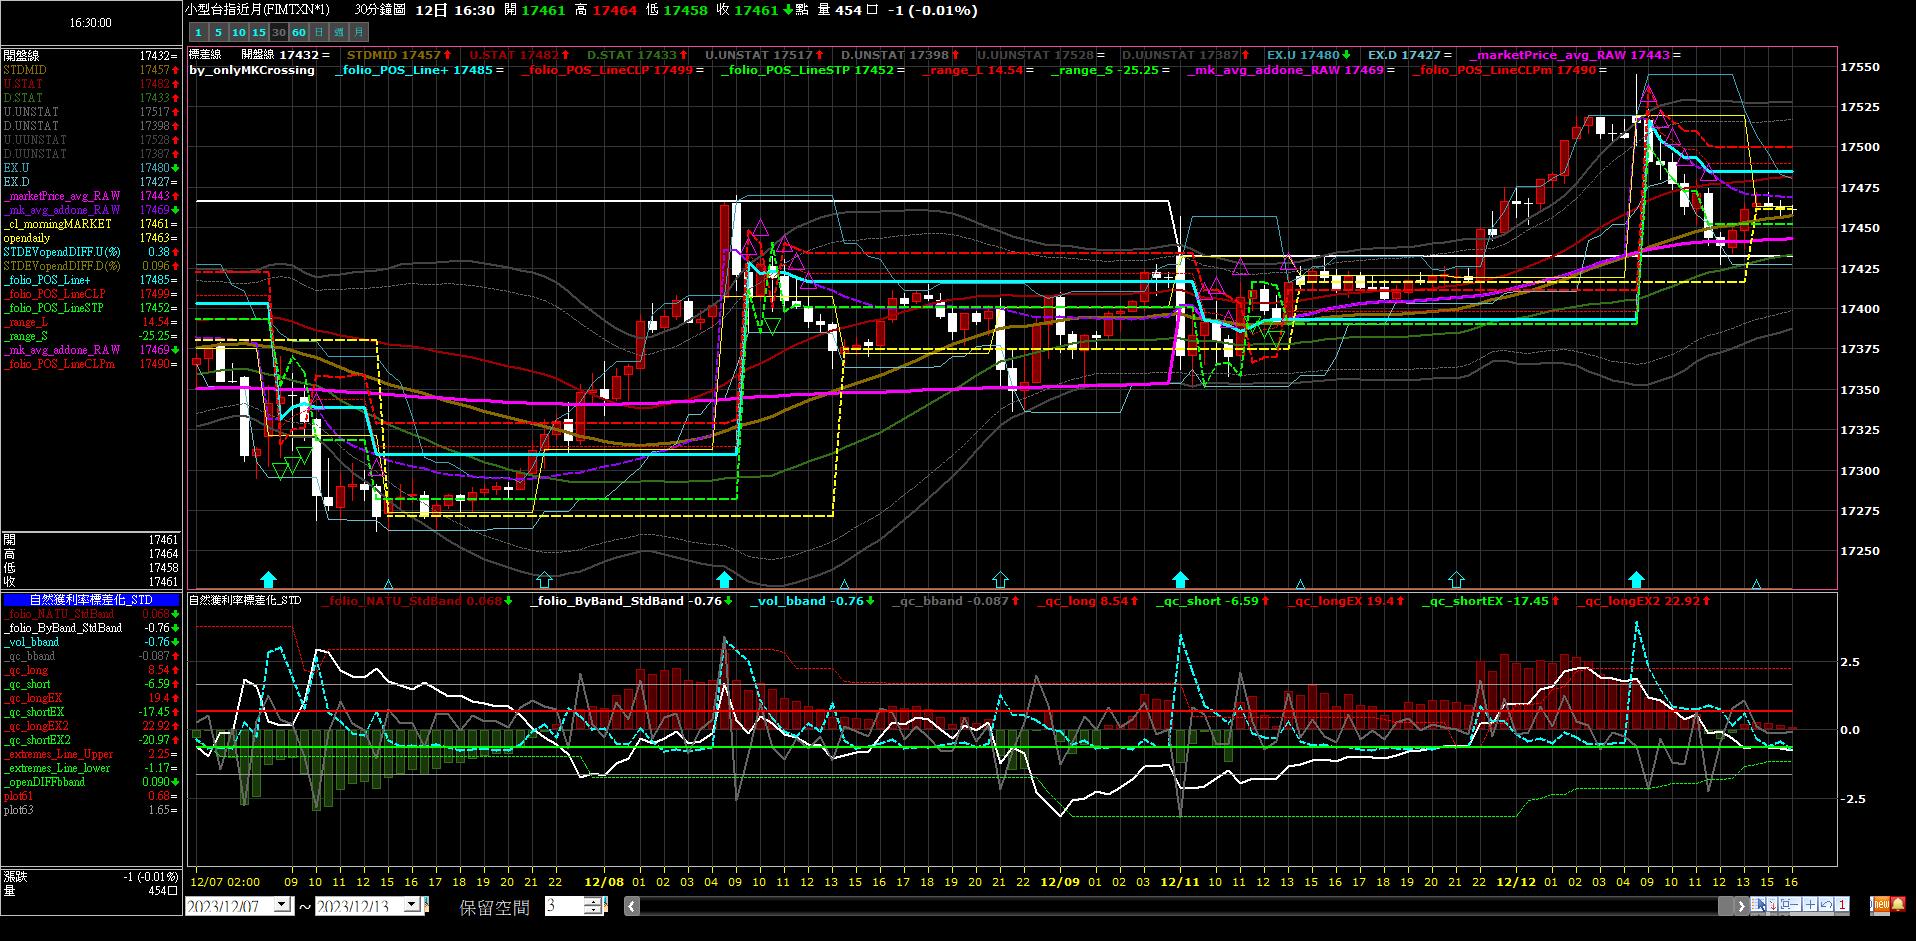 16:30:00
小型台指近月(FIMTXN*1) 30分鐘圖 12日 16:30 開 17461 高 17464 低 17458 收 17461 點 量 454口 -1 (-0.01%)
1 5 10 15 30 60 日 週 月
標差線 開盤線 17432= STDMID 17457 U.STAT 17482 D.STAT 17433 U.UNSTAT 17517 D.UNSTAT 17398 U.UUNSTAT 17528= D.UUNSTAT 17387 EX.U 17480 EX.D 17427= _marketPrice_avg_RAW 17443=
by_onlyMKCrossing _folio_POS_Line+ 17485= _folio_POS_LineCLP 17499= _folio_POS_LineSTP 17452= _range_L 14.54= _range_S -25.25= _mk_avg_addone_RAW 17469= _folio_POS_LineCLPm 17490=
開盤線 17432=
STDMID 17457
U.STAT 17482
D.STAT 17433
U.UNSTAT 17517
D.UNSTAT 17398
U.UUNSTAT 17528
D.UUNSTAT 17387
EX.U 17480
EX.D 17427=
_marketPrice_avg_RAW 17443
_mk_avg_addone_RAW 17469
_cl_morningMARKET 17461=
opendaily 17463=
STDEVopendDIFF.U(%) 0.38
STDEVopendDIFF.D(%) 0.096
_folio_POS_Line+ 17485=
_folio_POS_LineCLP 17499=
_folio_POS_LineSTP 17452=
_range_L 14.54=
_range_S -25.25=
_mk_avg_addone_RAW 17469
_folio_POS_LineCLPm 17490=
開 17461
高 17464
低 17458
收 17461
自然獲利率標差化_STD
_folio_NATU_StdBand 0.068
_folio_ByBand_StdBand -0.76
_vol_bband -0.76
_qc_bband -0.087
_qc_long 8.54
_qc_short -6.59
_qc_longEX 19.4
_qc_shortEX -17.45
_qc_longEX2 22.92
_qc_shortEX2 -20.97
_extremes_Line_Upper 2.25=
_extremes_Line_lower -1.17=
_openDIFFbband 0.090
plot61 0.68=
plot63 1.65=
漲跌 -1 (-0.01%)
量 454口
17550
17525
17500
17475
17450
17425
17400
17375
17350
17325
17300
17275
17250
自然獲利率標差化_STD _folio_NATU_StdBand 0.068 _folio_ByBand_StdBand -0.76 _vol_bband -0.76 _qc_bband -0.087 _qc_long 8.54 _qc_short -6.59 _qc_longEX 19.4 _qc_shortEX -17.45 _qc_longEX2 22.92
2.5
0.0
-2.5
12/07 02:00 09 10 11 12 15 16 17 18 19 20 21 22 12/08 01 02 03 04 09 10 11 12 13 15 16 17 18 19 20 21 22 12/09 01 02 03 12/11 10 11 12 13 15 16 17 18 19 20 21 22 12/12 01 02 03 04 09 10 11 13 15 16
2023/12/07 ~ 2023/12/13 保留空間 3
1 new